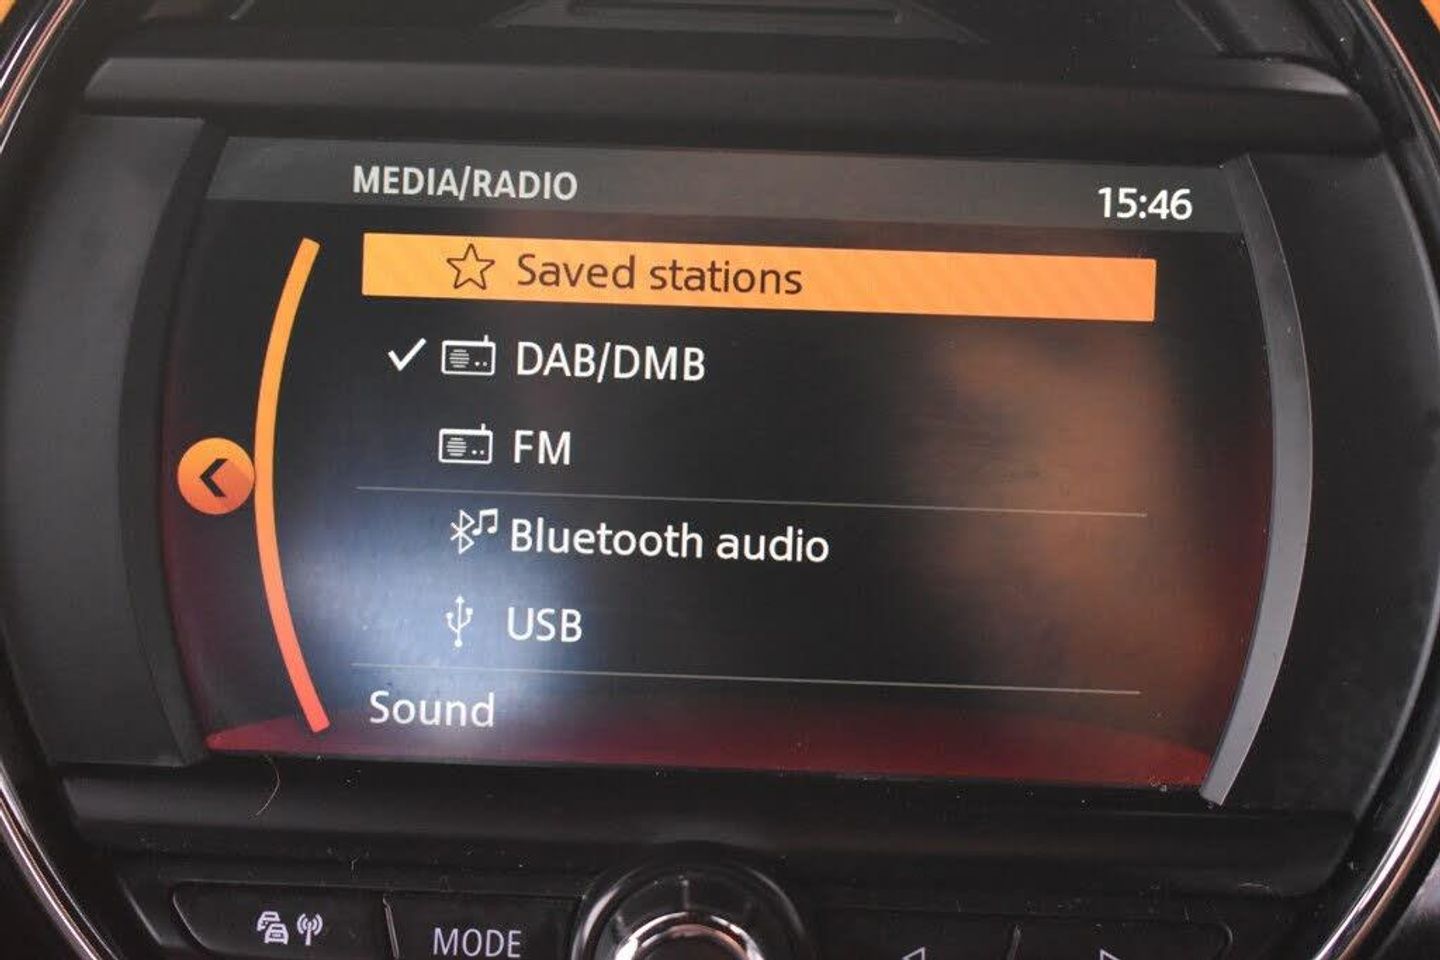 MEDIA/RADIO
15:46
Saved stations
DAB/DMB
FM
Bluetooth audio
USB
Sound
MODE